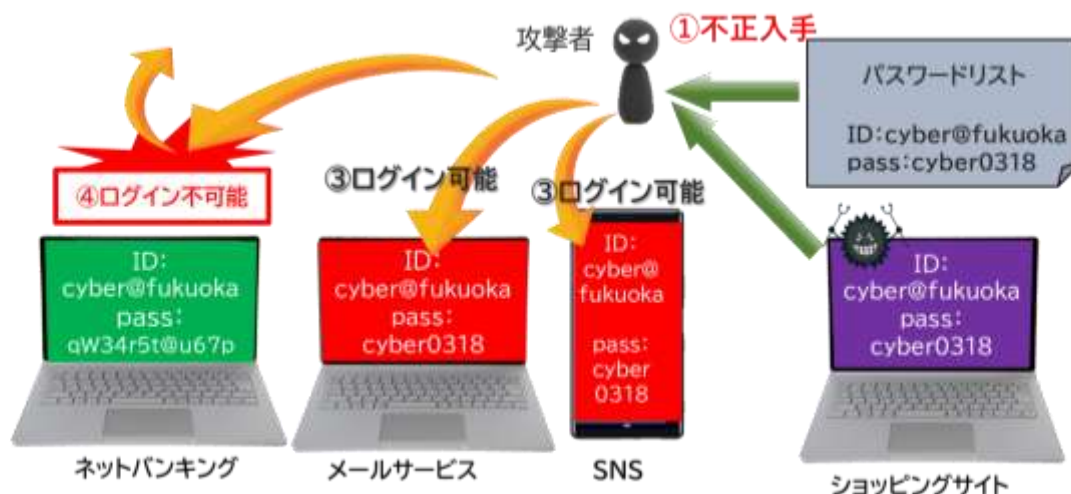 攻撃者
①不正入手
パスワードリスト
ID:cyber@fukuoka
pass:cyber0318
③ログイン可能
③ログイン可能
④ログイン不可能
ID:
cyber@fukuoka
pass:
qW34r5t@u67p
ID:
cyber@fukuoka
pass:
cyber0318
ID:
cyber@
fukuoka
pass:
cyber
0318
ID:
cyber@fukuoka
pass:
cyber0318
ネットバンキング
メールサービス
SNS
ショッピングサイト